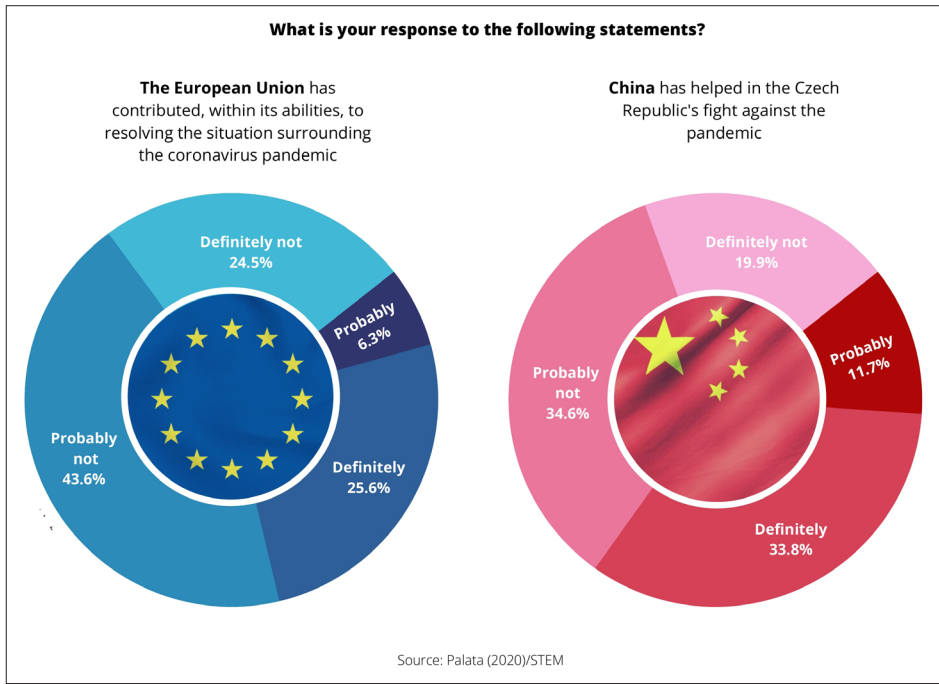 What is your response to the following statements?
The European Union has
contributed, within its abilities, to
resolving the situation surrounding
the coronavirus pandemic
China has helped in the Czech
Republic's fight against the
pandemic
Definitely not
24.5%
Probably
6.3%
Probably
not
43.6%
Definitely
25.6%
Definitely not
19.9%
Probably
11.7%
Probably
not
34.6%
Definitely
33.8%
Source: Palata (2020)/STEM